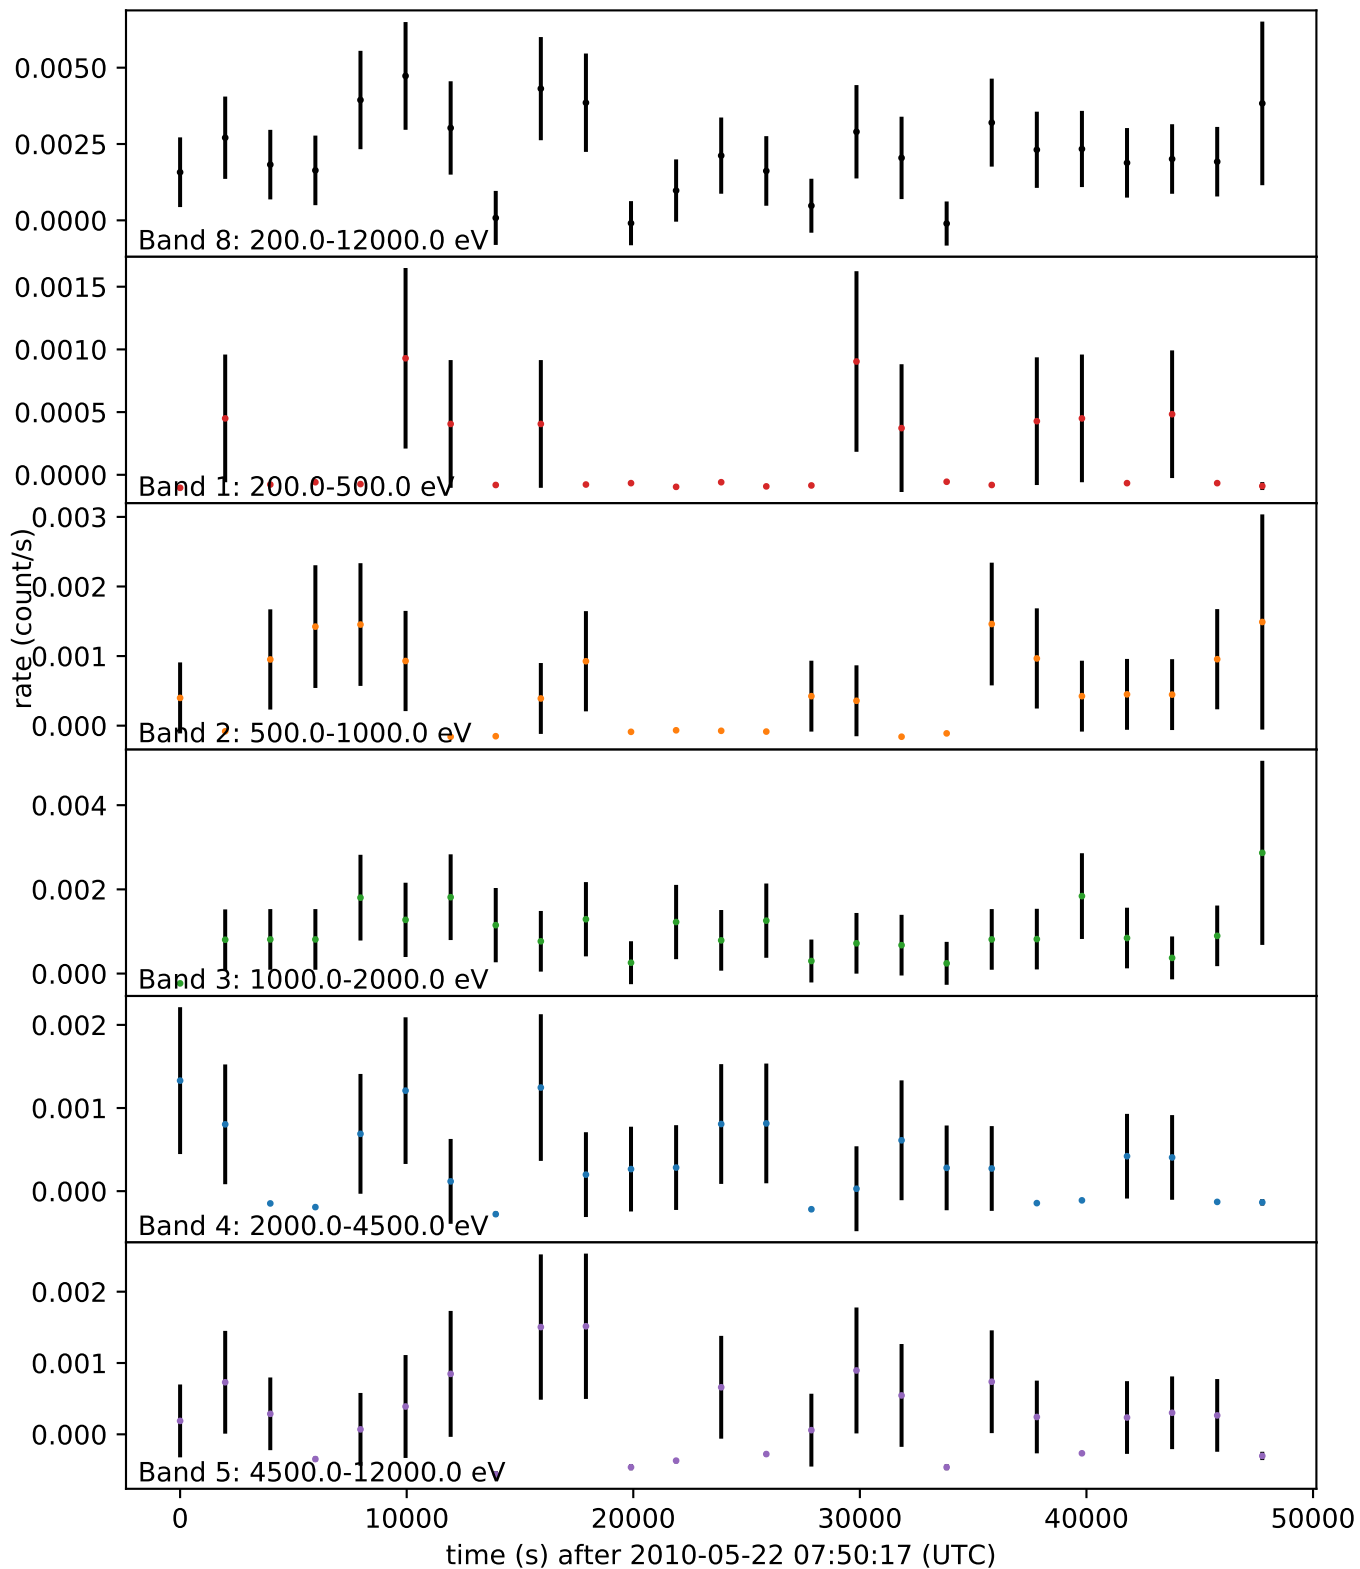 0.0050
0.0025
0.0000
Band 8: 200.0-12000.0 eV
0.0015
0.0010
0.0005
0.0000
Band 1: 200.0-500.0 eV
rate (count/s)
0.003
0.002
0.001
0.000
Band 2: 500.0-1000.0 eV
0.004
0.002
0.000
Band 3: 1000.0-2000.0 eV
0.002
0.001
0.000
Band 4: 2000.0-4500.0 eV
0.002
0.001
0.000
Band 5: 4500.0-12000.0 eV
0 10000 20000 30000 40000 50000
time (s) after 2010-05-22 07:50:17 (UTC)